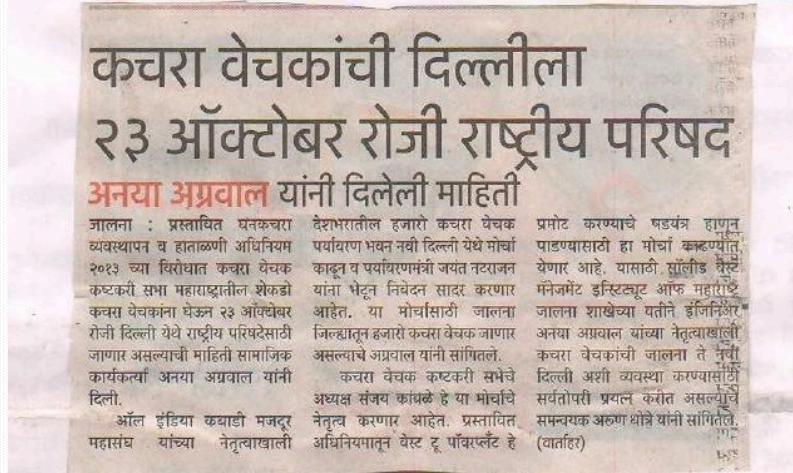 कचरा वेचकांची दिल्लीला
२३ ऑक्टोबर रोजी राष्ट्रीय परिषद
अनया अग्रवाल यांनी दिलेली माहिती
जालना : प्रस्तावित घनकचरा
व्यवस्थापन व हाताळणी अधिनियम
२०१३ च्या विरोधात कचरा वेचक
कष्टकरी सभा महाराष्ट्रातील शेकडो
कचरा वेचकांना घेऊन २३ ऑक्टोबर
रोजी दिल्ली येथे राष्ट्रीय परिषदेसाठी
जाणार असल्याची माहिती सामाजिक
कार्यकर्त्या अनया अग्रवाल यांनी
दिली.
ऑल इंडिया कबाडी मजदूर
महासंघ यांच्या नेतृत्वाखाली
देशभरातील हजारो कचरा वेचक
पर्यावरण भवन नवी दिल्ली येथे मोर्चा
काढून व पर्यावरणमंत्री जयंत नटराजन
यांना भेटून निवेदन सादर करणार
आहेत. या मोर्चासाठी जालना
जिल्ह्यातून हजारो कचरा वेचक जाणार
असल्याचे अग्रवाल यांनी सांगितले.
कचरा वेचक कष्टकरी सभेचे
अध्यक्ष संजय कांबळे हे या मोर्चाचे
नेतृत्व करणार आहेत. प्रस्तावित
अधिनियमातून वेस्ट टू पॉवरप्लँट हे
प्रमोट करण्याचे षडयंत्र हाणून
पाडण्यासाठी हा मोर्चा काढण्यात
येणार आहे. यासाठी सॉलीड वेस्ट
मॅनेजमेंट इन्स्टिट्यूट ऑफ महाराष्ट्र
जालना शाखेच्या वतीने इंजिनिअर
अनया अग्रवाल यांच्या नेतृत्वाखाली
कचरा वेचकांची जालना ते नवी
दिल्ली अशी व्यवस्था करण्यासाठी
सर्वतोपरी प्रयत्न करीत असल्याचे
समन्वयक अरूण धोत्रे यांनी सांगितले.
(वार्ताहर)